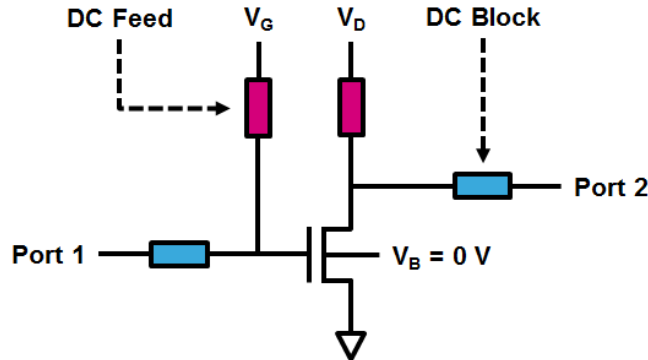 DC Feed
V_G
V_D
DC Block
Port 2
Port 1
V_B = 0 V